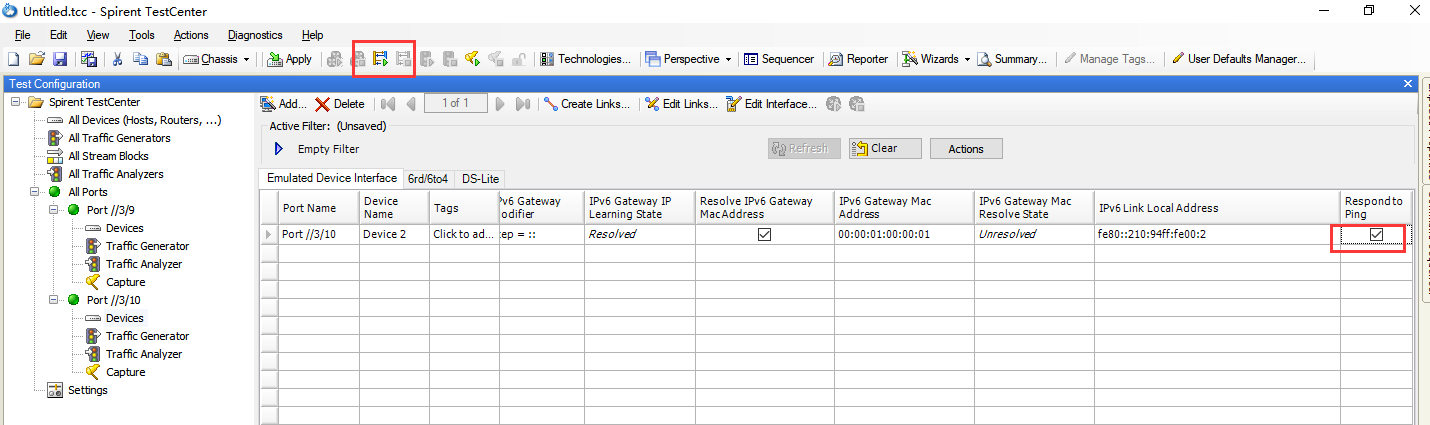 Untitled.tcc - Spirent TestCenter
File Edit View Tools Actions Diagnostics Help
Chassis Apply Technologies... Perspective Sequencer Reporter Wizards Summary... Manage Tags... User Defaults Manager...
Test Configuration
Spirent TestCenter
All Devices (Hosts, Routers, ...)
All Traffic Generators
All Stream Blocks
All Traffic Analyzers
All Ports
Port //3/9
Devices
Traffic Generator
Traffic Analyzer
Capture
Port //3/10
Devices
Traffic Generator
Traffic Analyzer
Capture
Settings
Add... Delete 1 of 1 Create Links... Edit Links... Edit Interface...
Active Filter: (Unsaved)
Empty Filter Refresh Clear Actions
Emulated Device Interface 6rd/6to4 DS-Lite
Port Name
Device
Name
Tags
Pv6 Gateway
odifier
IPv6 Gateway IP
Learning State
Resolve IPv6 Gateway
MacAddress
IPv6 Gateway Mac
Address
IPv6 Gateway Mac
Resolve State
IPv6 Link Local Address
Respond to
Ping
Port //3/10 Device 2 Click to ad... tep = :: Resolved 00:00:01:00:00:01 Unresolved fe80::210:94ff:fe00:2